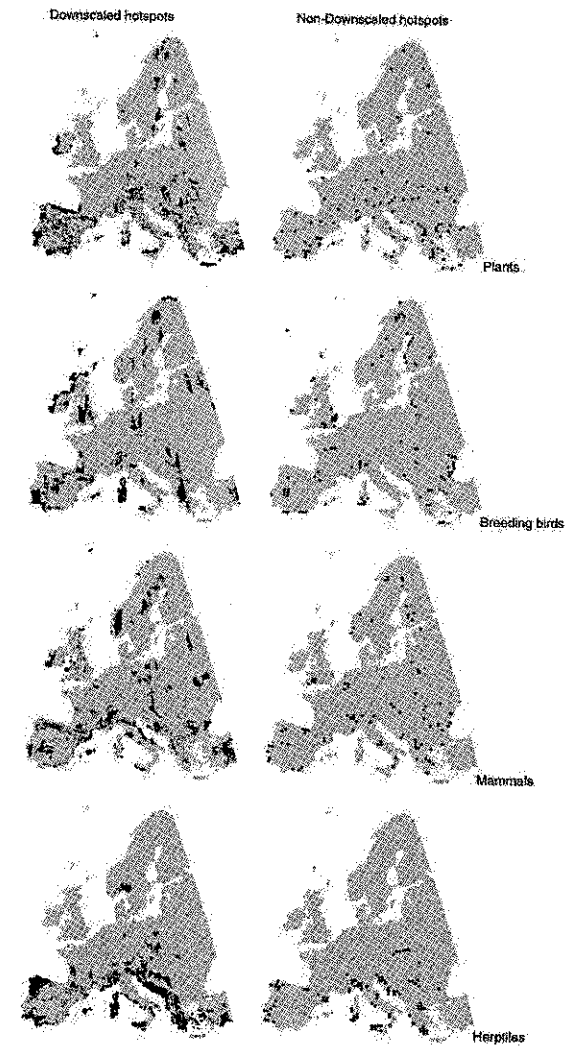 Downscaled hotspots
Non-Downscaled hotspots
Plants
Breeding birds
Mammals
Herptiles